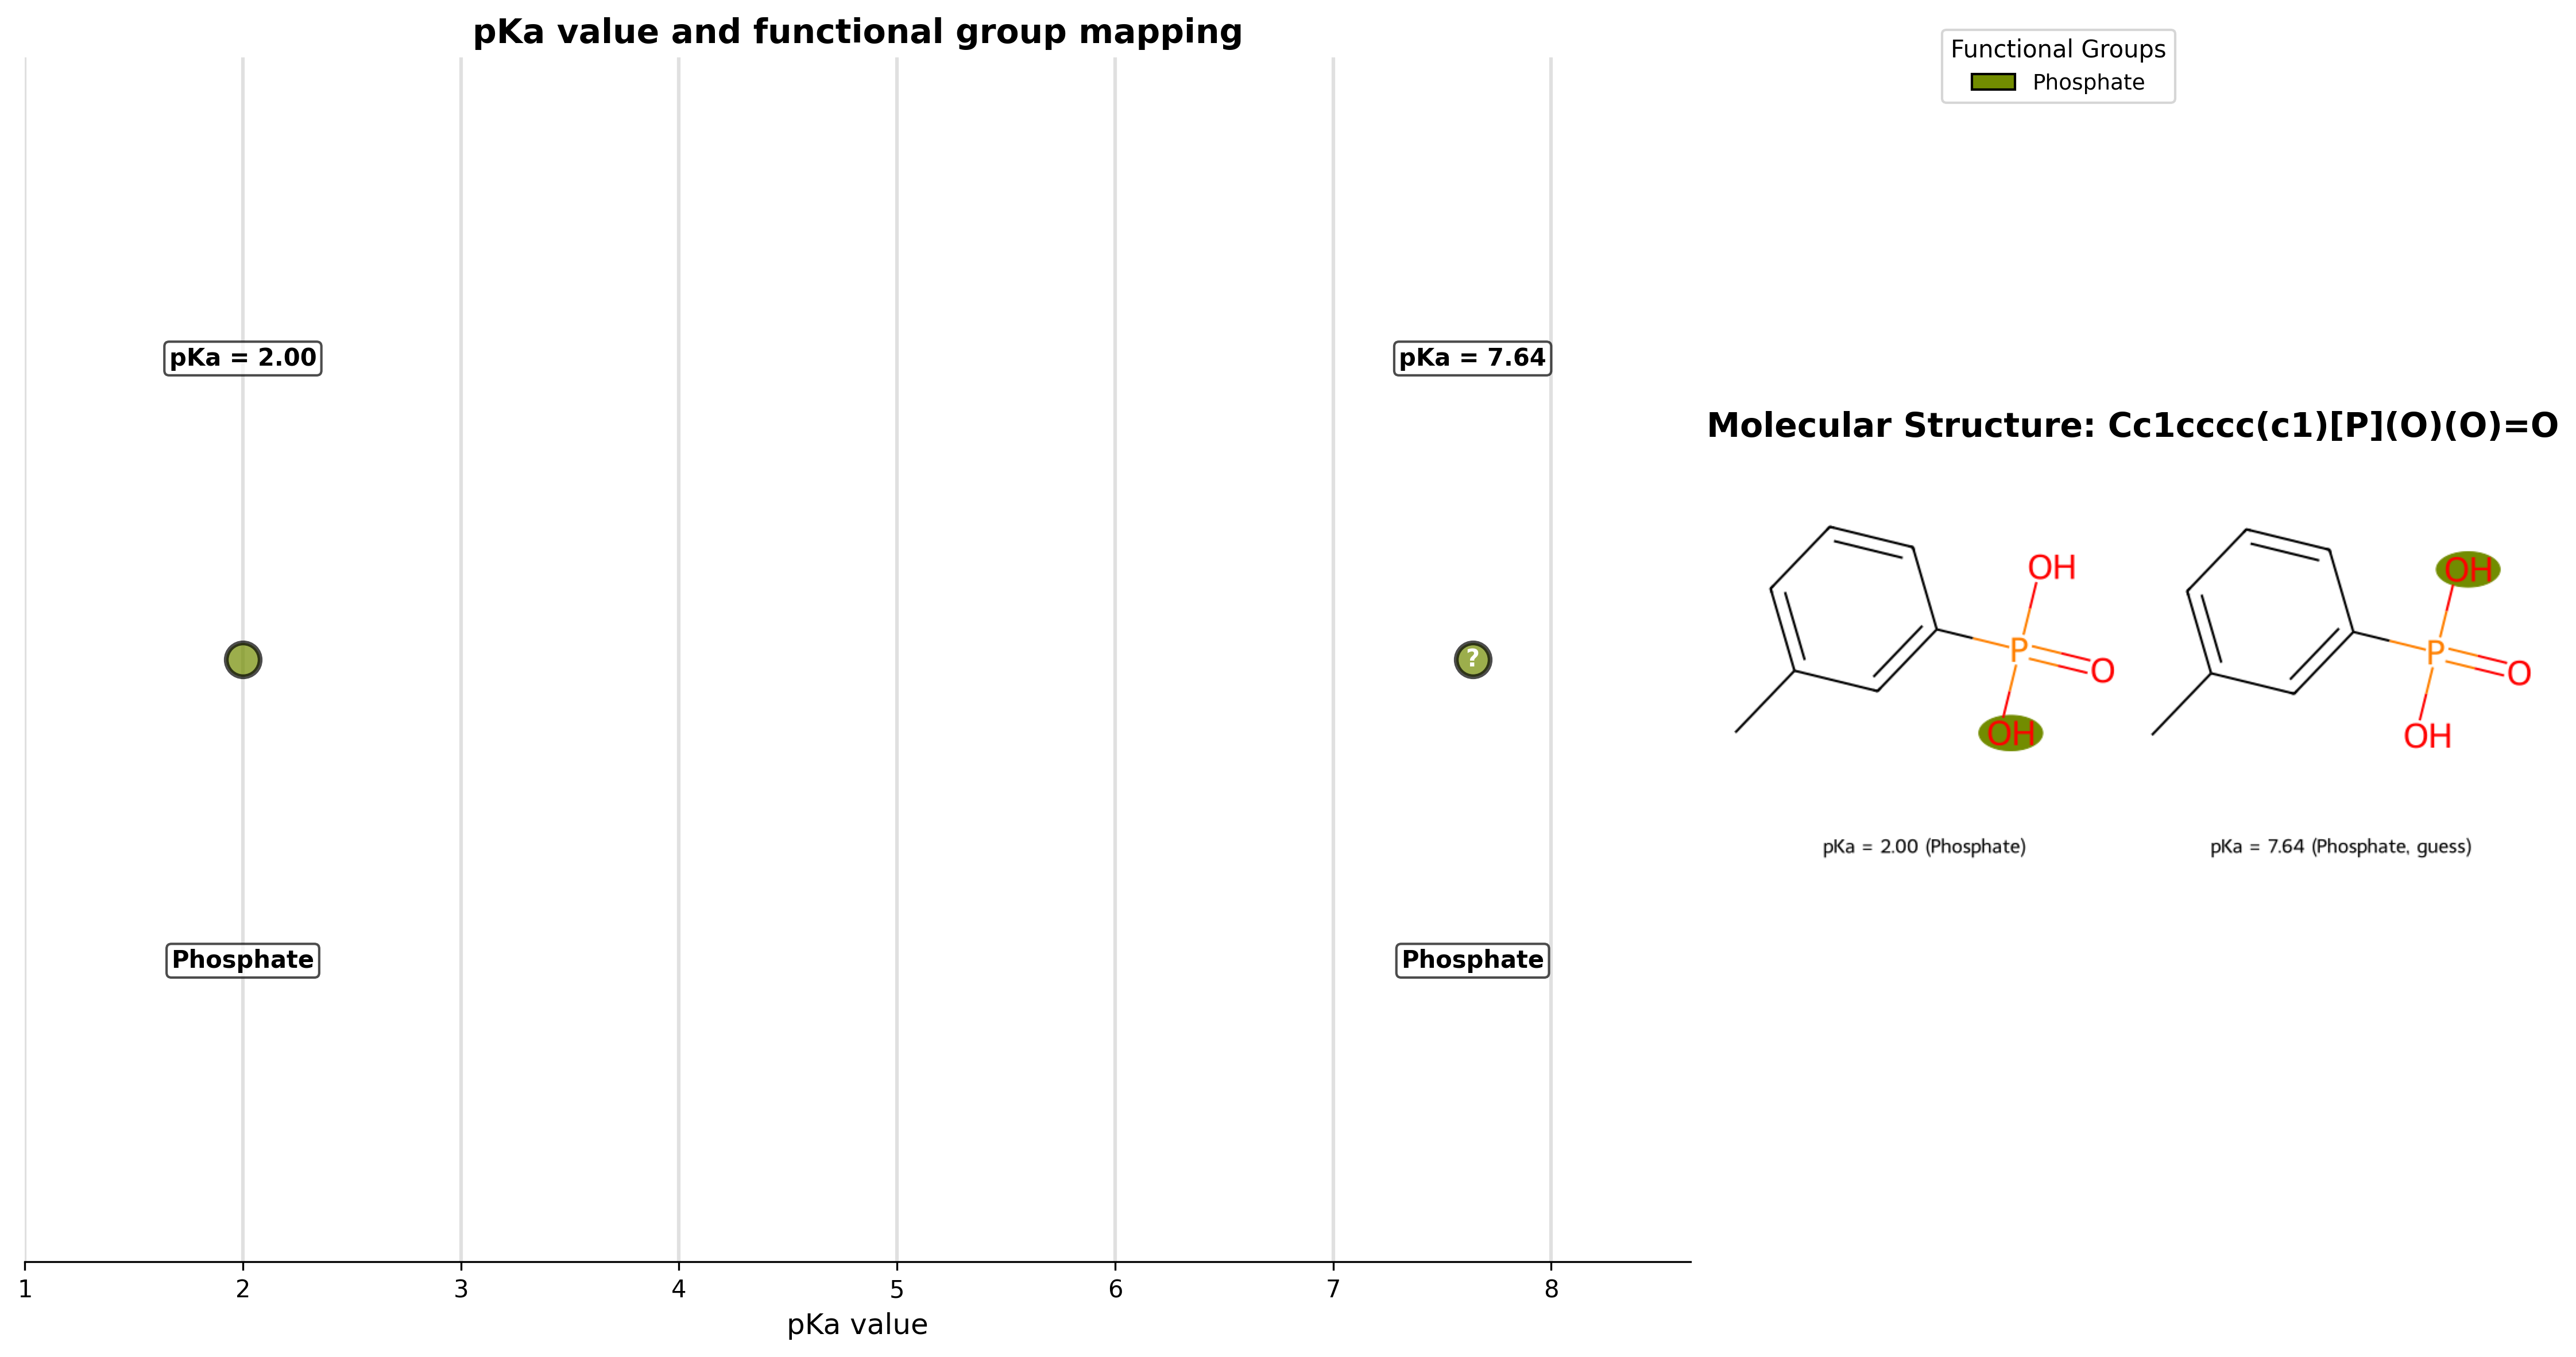 pKa value and functional group mapping
Functional Groups
Phosphate
pKa = 2.00
pKa = 7.64
?
Phosphate
Phosphate
1 2 3 4 5 6 7 8
pKa value
Molecular Structure: Cc1cccc(c1)[P](O)(O)=O
OH
P
O
OH
OH
P
O
OH
pKa = 2.00 (Phosphate)
pKa = 7.64 (Phosphate, guess)